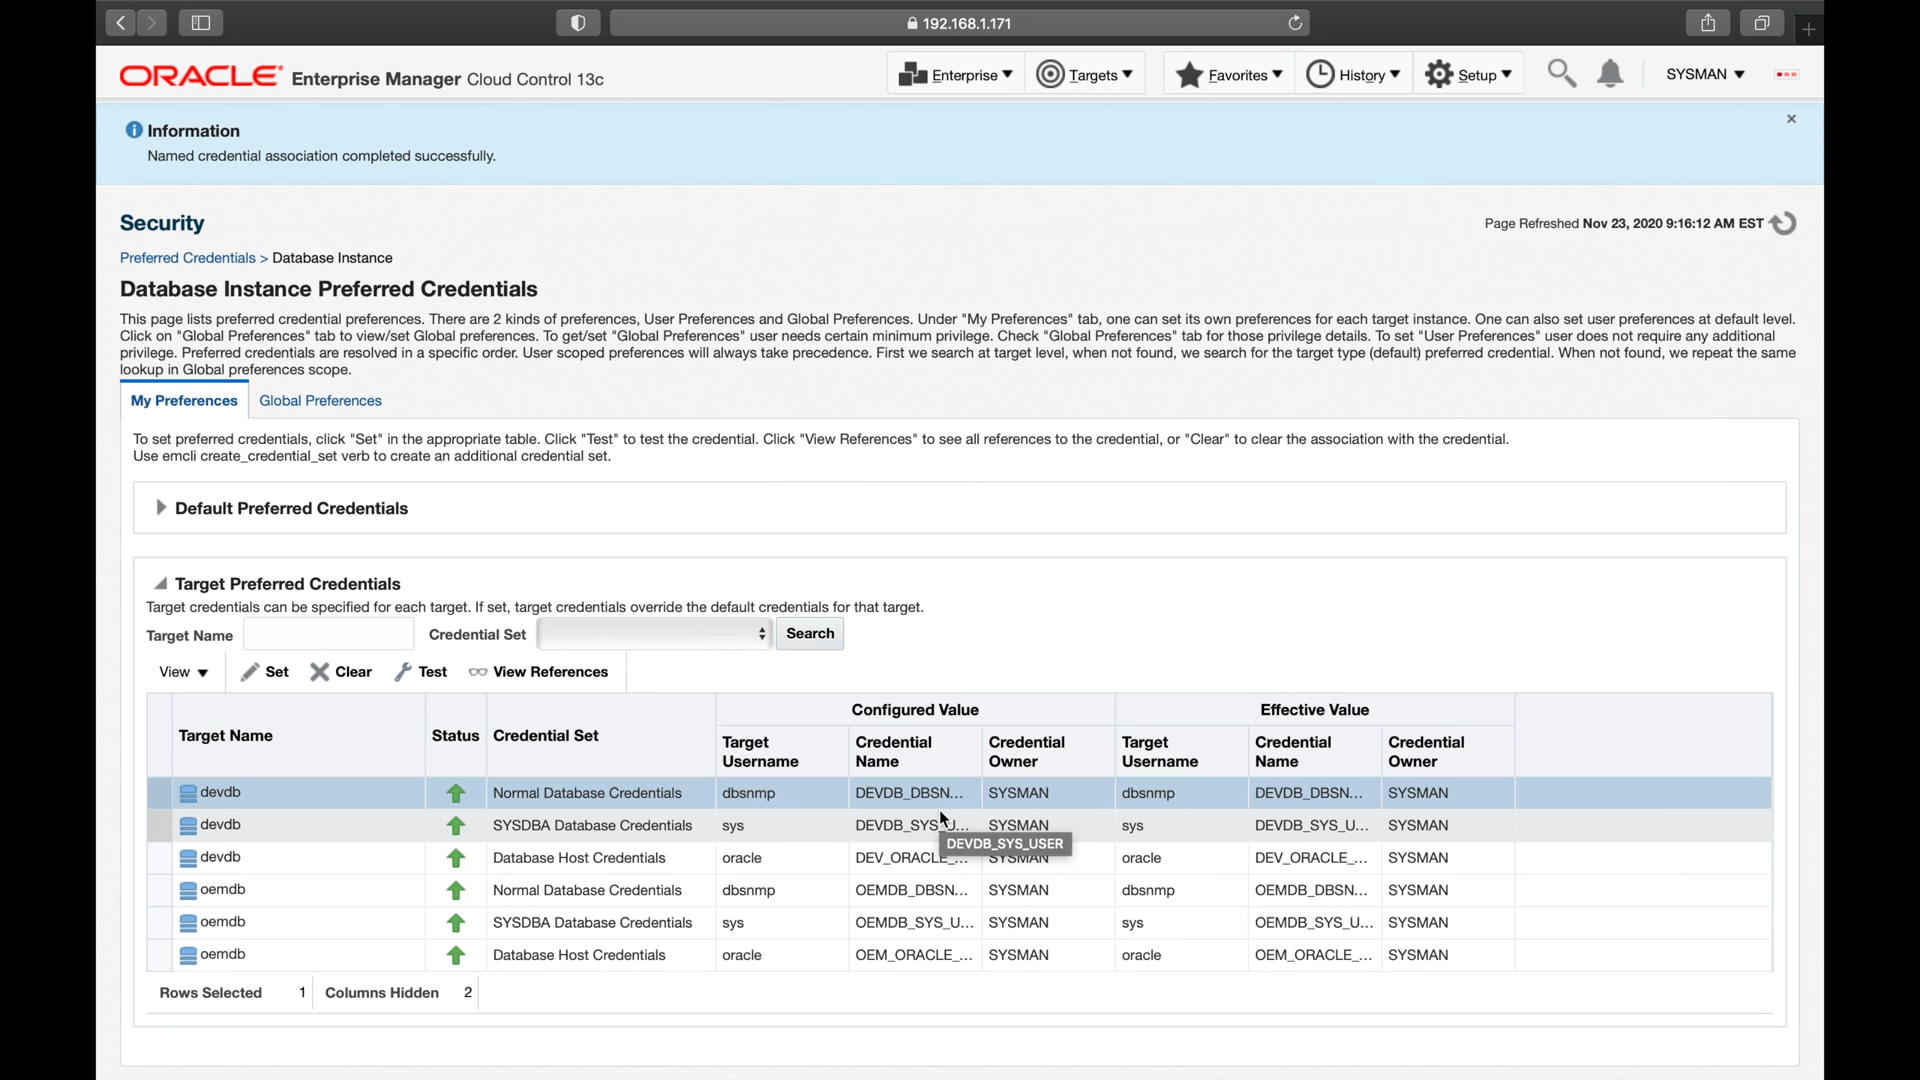 192.168.1.171
ORACLE Enterprise Manager Cloud Control 13c
Enterprise Targets Favorites History Setup SYSMAN
Information
Named credential association completed successfully.
Security
Page Refreshed Nov 23, 2020 9:16:12 AM EST
Preferred Credentials > Database Instance
Database Instance Preferred Credentials
This page lists preferred credential preferences. There are 2 kinds of preferences, User Preferences and Global Preferences. Under "My Preferences" tab, one can set its own preferences for each target instance. One can also set user preferences at default level.
Click on "Global Preferences" tab to view/set Global preferences. To get/set "Global Preferences" user needs certain minimum privilege. Check "Global Preferences" tab for those privilege details. To set "User Preferences" user does not require any additional
privilege. Preferred credentials are resolved in a specific order. User scoped preferences will always take precedence. First we search at target level, when not found, we search for the target type (default) preferred credential. When not found, we repeat the same
lookup in Global preferences scope.
My Preferences Global Preferences
To set preferred credentials, click "Set" in the appropriate table. Click "Test" to test the credential. Click "View References" to see all references to the credential, or "Clear" to clear the association with the credential.
Use emcli create_credential_set verb to create an additional credential set.
Default Preferred Credentials
Target Preferred Credentials
Target credentials can be specified for each target. If set, target credentials override the default credentials for that target.
Target Name Credential Set Search
View Set Clear Test View References
Configured Value Effective Value
Target Name Status Credential Set Target Username Credential Name Credential Owner Target Username Credential Name Credential Owner
devdb Normal Database Credentials dbsnmp DEVDB_DBSN... SYSMAN dbsnmp DEVDB_DBSN... SYSMAN
devdb SYSDBA Database Credentials sys DEVDB_SYS_U... SYSMAN sys DEVDB_SYS_U... SYSMAN
DEVDB_SYS_USER
devdb Database Host Credentials oracle DEV_ORACLE_... SYSMAN oracle DEV_ORACLE_... SYSMAN
oemdb Normal Database Credentials dbsnmp OEMDB_DBSN... SYSMAN dbsnmp OEMDB_DBSN... SYSMAN
oemdb SYSDBA Database Credentials sys OEMDB_SYS_U... SYSMAN sys OEMDB_SYS_U... SYSMAN
oemdb Database Host Credentials oracle OEM_ORACLE_... SYSMAN oracle OEM_ORACLE_... SYSMAN
Rows Selected 1 Columns Hidden 2